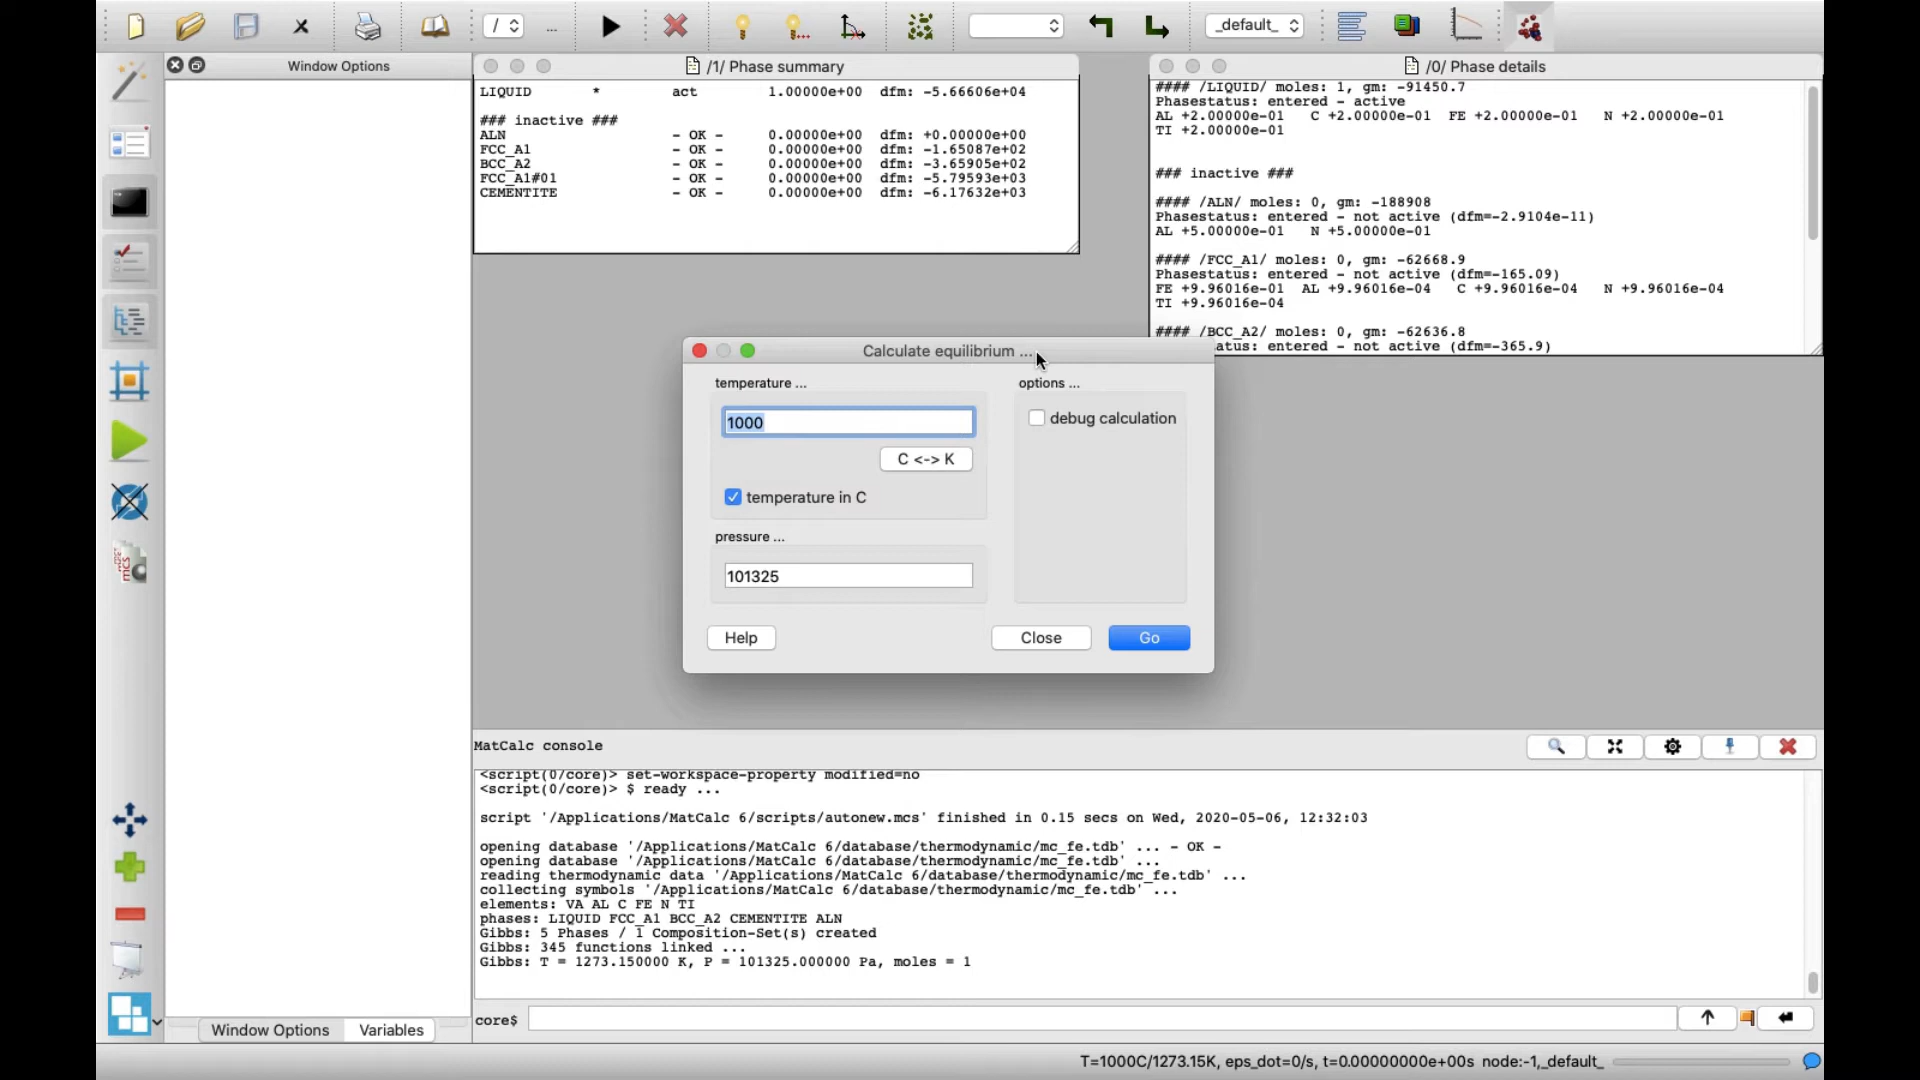 /
...
_default_
Window Options
/1/ Phase summary
LIQUID * act 1.00000e+00 dfm: -5.66606e+04
### inactive ###
ALN - OK - 0.00000e+00 dfm: +0.00000e+00
FCC_A1 - OK - 0.00000e+00 dfm: -1.65087e+02
BCC_A2 - OK - 0.00000e+00 dfm: -3.65905e+02
FCC_A1#01 - OK - 0.00000e+00 dfm: -5.79593e+03
CEMENTITE - OK - 0.00000e+00 dfm: -6.17632e+03
/0/ Phase details
#### /LIQUID/ moles: 1, gm: -91450.7
Phasestatus: entered - active
AL +2.00000e-01 C +2.00000e-01 FE +2.00000e-01 N +2.00000e-01
TI +2.00000e-01
### inactive ###
#### /ALN/ moles: 0, gm: -188908
Phasestatus: entered - not active (dfm=-2.9104e-11)
AL +5.00000e-01 N +5.00000e-01
#### /FCC_A1/ moles: 0, gm: -62668.9
Phasestatus: entered - not active (dfm=-165.09)
FE +9.96016e-01 AL +9.96016e-04 C +9.96016e-04 N +9.96016e-04
TI +9.96016e-04
#### /BCC_A2/ moles: 0, gm: -62636.8
tatus: entered - not active (dfm=-365.9)
Calculate equilibrium ...
temperature ...
1000
C <-> K
temperature in C
pressure ...
101325
options ...
debug calculation
Help
Close
Go
MatCalc console
<script(0/core)> set-workspace-property modified=no
<script(0/core)> $ ready ...
script '/Applications/MatCalc 6/scripts/autonew.mcs' finished in 0.15 secs on Wed, 2020-05-06, 12:32:03
opening database '/Applications/MatCalc 6/database/thermodynamic/mc_fe.tdb' ... - OK -
opening database '/Applications/MatCalc 6/database/thermodynamic/mc_fe.tdb' ...
reading thermodynamic data '/Applications/MatCalc 6/database/thermodynamic/mc_fe.tdb' ...
collecting symbols '/Applications/MatCalc 6/database/thermodynamic/mc_fe.tdb' ...
elements: VA AL C FE N TI
phases: LIQUID FCC_A1 BCC_A2 CEMENTITE ALN
Gibbs: 5 Phases / 1 Composition-Set(s) created
Gibbs: 345 functions linked ...
Gibbs: T = 1273.150000 K, P = 101325.000000 Pa, moles = 1
core$
Window Options
Variables
T=1000C/1273.15K, eps_dot=0/s, t=0.00000000e+00s node:-1,_default_